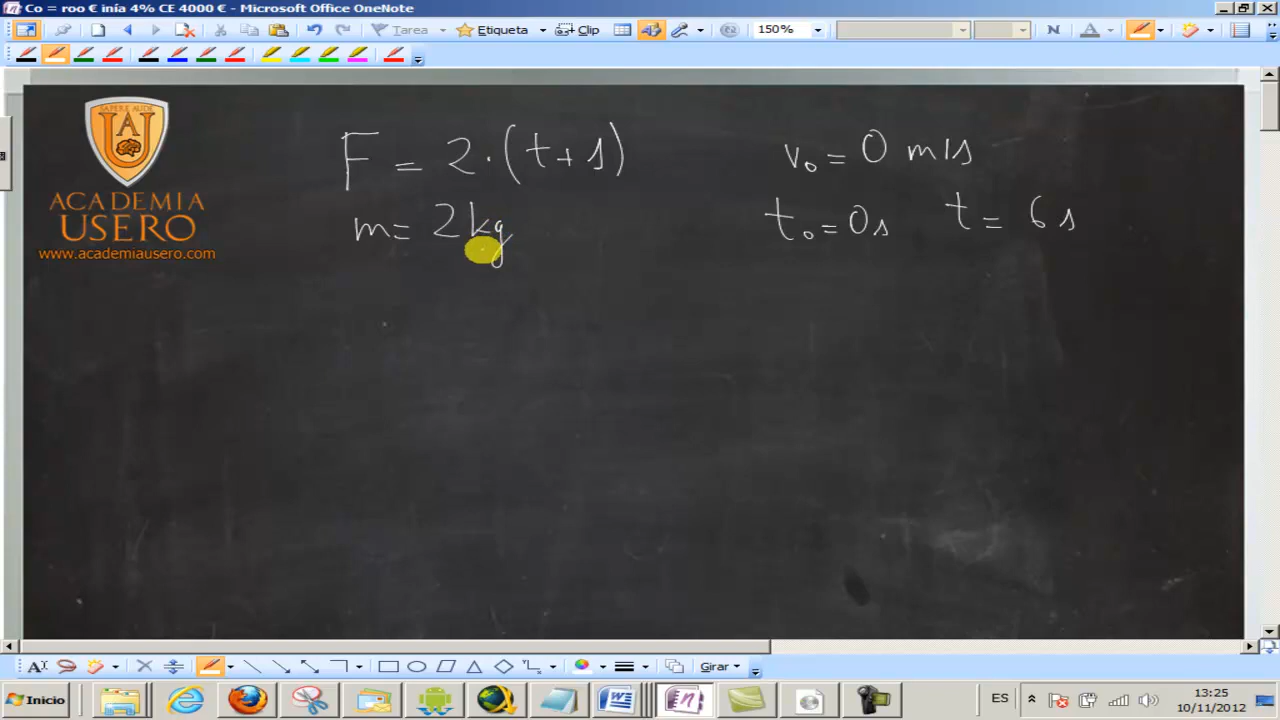 Co = roo € inía 4% CE 4000 € - Microsoft Office OneNote
Tarea Etiqueta Clip 150% N A
SAPERE AUDE
UA
ACADEMIA
USERO
www.academiausero.com
F = 2·(t+1)
v₀ = 0 m/s
m = 2 kg
t₀ = 0 s t = 6 s
A Girar
Inicio
ES
13:25
10/11/2012